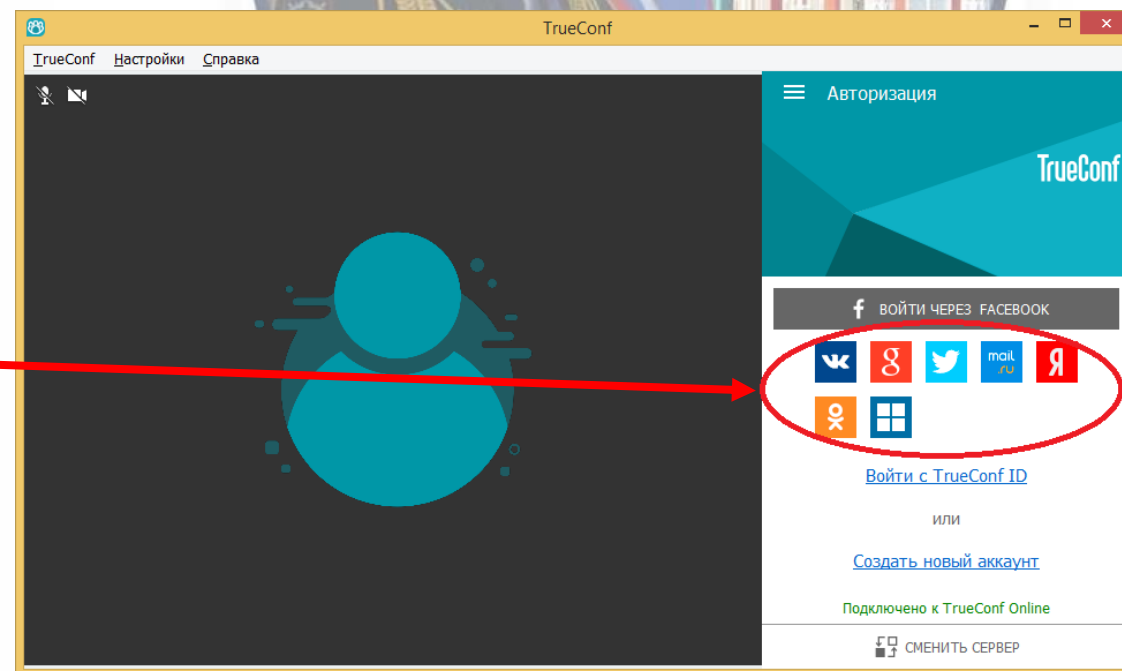 TrueConf
TrueConf Настройки Справка
Авторизация
TrueConf
f ВОЙТИ ЧЕРЕЗ FACEBOOK
8 mail.ru Я
Войти с TrueConf ID
или
Создать новый аккаунт
Подключено к TrueConf Online
СМЕНИТЬ СЕРВЕР